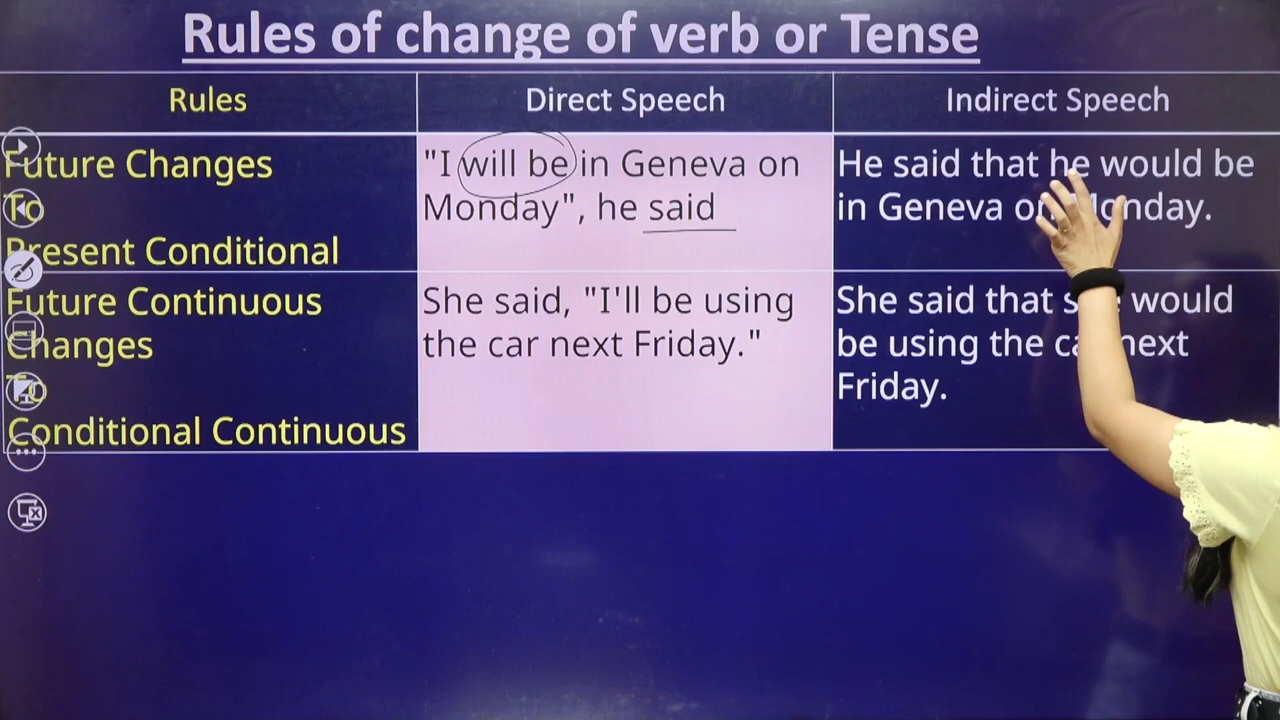 Rules of change of verb or Tense
Rules
Direct Speech
Indirect Speech
Future Changes
To
Present Conditional
"I will be in Geneva on
Monday", he said
He said that he would be
in Geneva on Monday.
Future Continuous
Changes
To
Conditional Continuous
She said, "I'll be using
the car next Friday."
She said that she would
be using the car next
Friday.